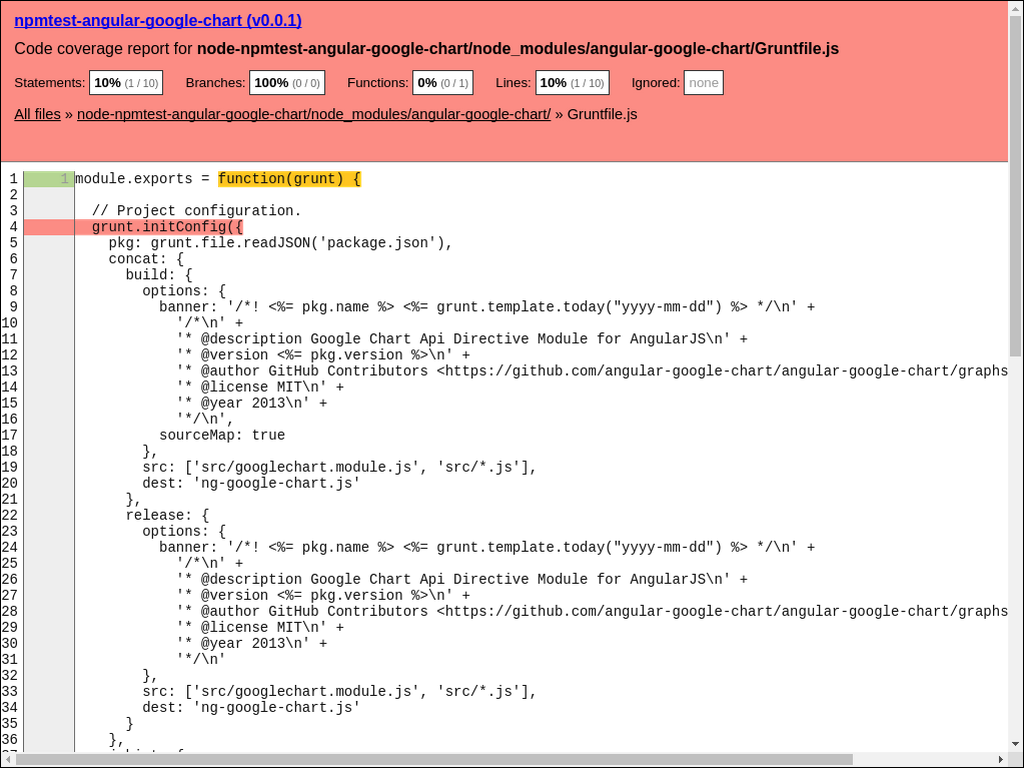 npmtest-angular-google-chart (v0.0.1)
Code coverage report for node-npmtest-angular-google-chart/node_modules/angular-google-chart/Gruntfile.js
Statements: 10% (1 / 10) Branches: 100% (0 / 0) Functions: 0% (0 / 1) Lines: 10% (1 / 10) Ignored: none
All files » node-npmtest-angular-google-chart/node_modules/angular-google-chart/ » Gruntfile.js
1 1 module.exports = function(grunt) {
2
3 // Project configuration.
4 grunt.initConfig({
5 pkg: grunt.file.readJSON('package.json'),
6 concat: {
7 build: {
8 options: {
9 banner: '/*! <%= pkg.name %> <%= grunt.template.today("yyyy-mm-dd") %> */\n' +
10 '/*\n' +
11 '* @description Google Chart Api Directive Module for AngularJS\n' +
12 '* @version <%= pkg.version %>\n' +
13 '* @author GitHub Contributors <https://github.com/angular-google-chart/angular-google-chart/graphs
14 '* @license MIT\n' +
15 '* @year 2013\n' +
16 '*/\n',
17 sourceMap: true
18 },
19 src: ['src/googlechart.module.js', 'src/*.js'],
20 dest: 'ng-google-chart.js'
21 },
22 release: {
23 options: {
24 banner: '/*! <%= pkg.name %> <%= grunt.template.today("yyyy-mm-dd") %> */\n' +
25 '/*\n' +
26 '* @description Google Chart Api Directive Module for AngularJS\n' +
27 '* @version <%= pkg.version %>\n' +
28 '* @author GitHub Contributors <https://github.com/angular-google-chart/angular-google-chart/graphs
29 '* @license MIT\n' +
30 '* @year 2013\n' +
31 '*/\n'
32 },
33 src: ['src/googlechart.module.js', 'src/*.js'],
34 dest: 'ng-google-chart.js'
35 }
36 },